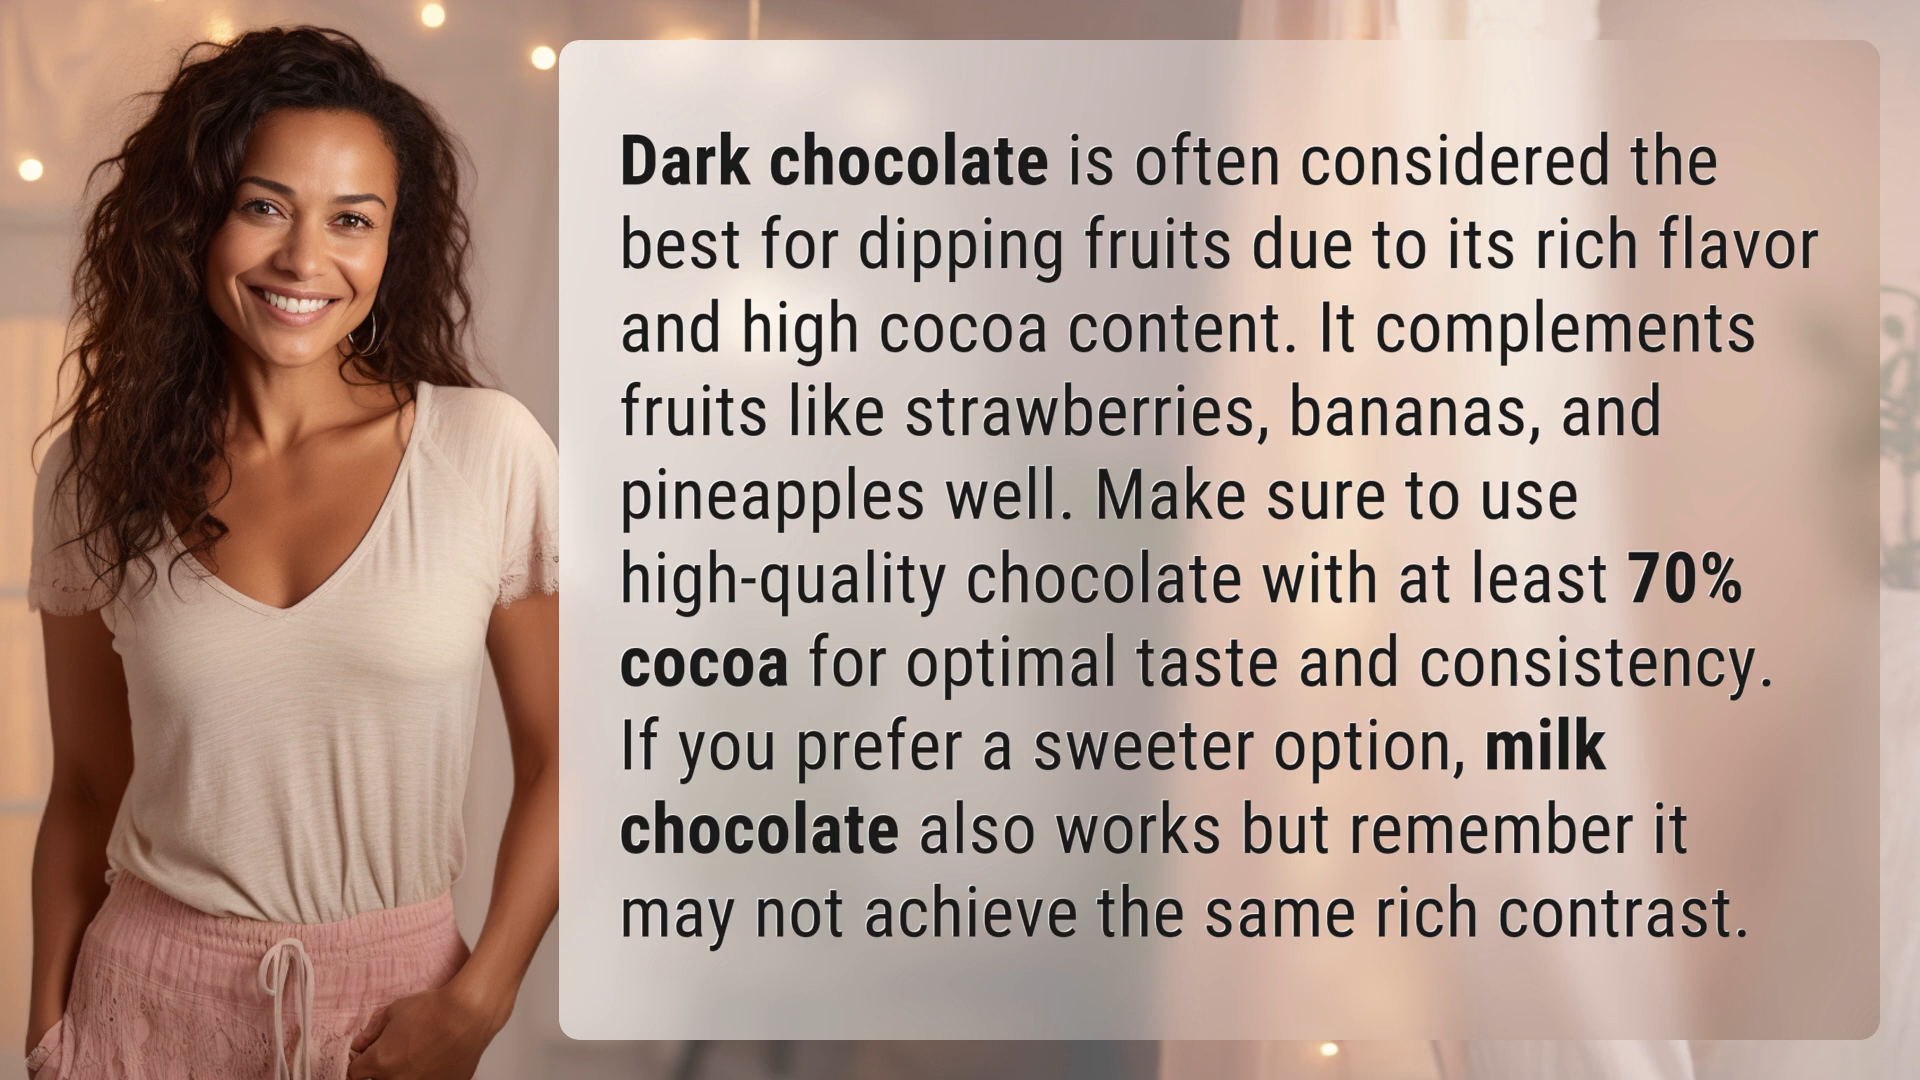 Dark chocolate is often considered the
best for dipping fruits due to its rich flavor
and high cocoa content. It complements
fruits like strawberries, bananas, and
pineapples well. Make sure to use
high-quality chocolate with at least 70%
cocoa for optimal taste and consistency.
If you prefer a sweeter option, milk
chocolate also works but remember it
may not achieve the same rich contrast.